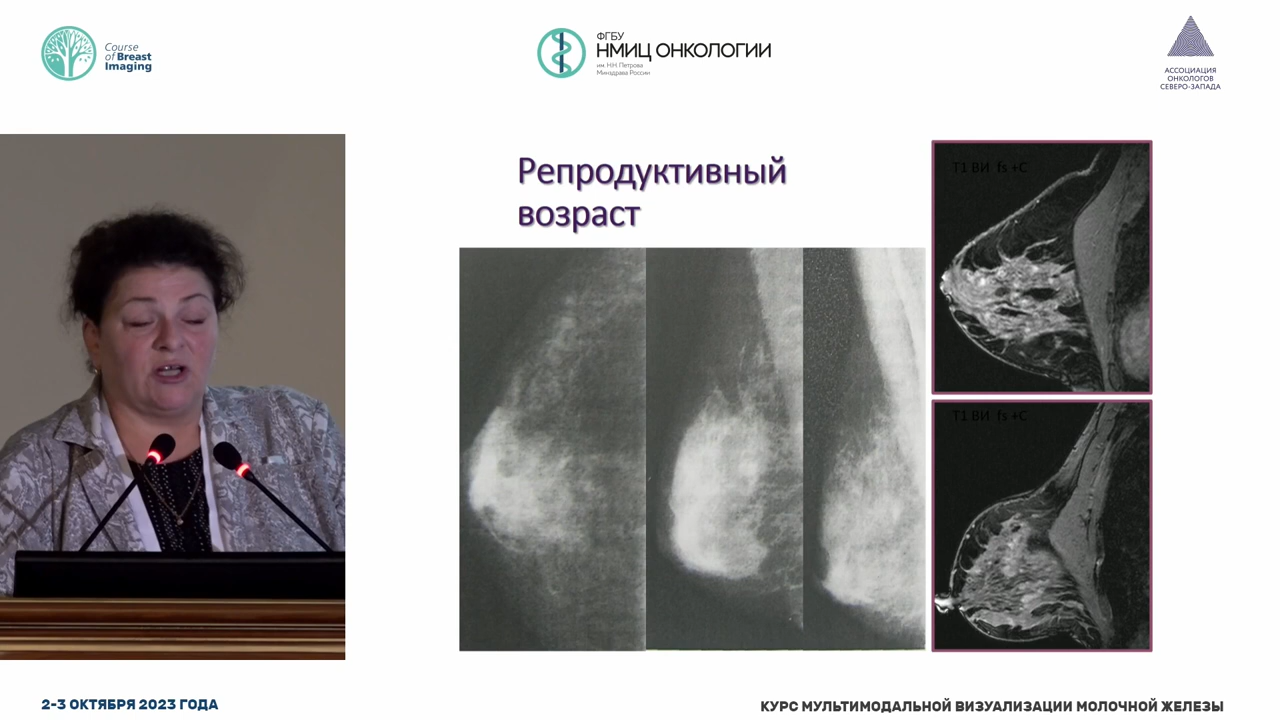 Course
of Breast
Imaging
ФГБУ
НМИЦ ОНКОЛОГИИ
им. Н.Н. Петрова
Минздрава России
АССОЦИАЦИЯ
ОНКОЛОГОВ
СЕВЕРО-ЗАПАДА
Репродуктивный
возраст
Т1 ВИ fs +C
Т1 ВИ fs +C
2-3 ОКТЯБРЯ 2023 ГОДА
КУРС МУЛЬТИМОДАЛЬНОЙ ВИЗУАЛИЗАЦИИ МОЛОЧНОЙ ЖЕЛЕЗЫ